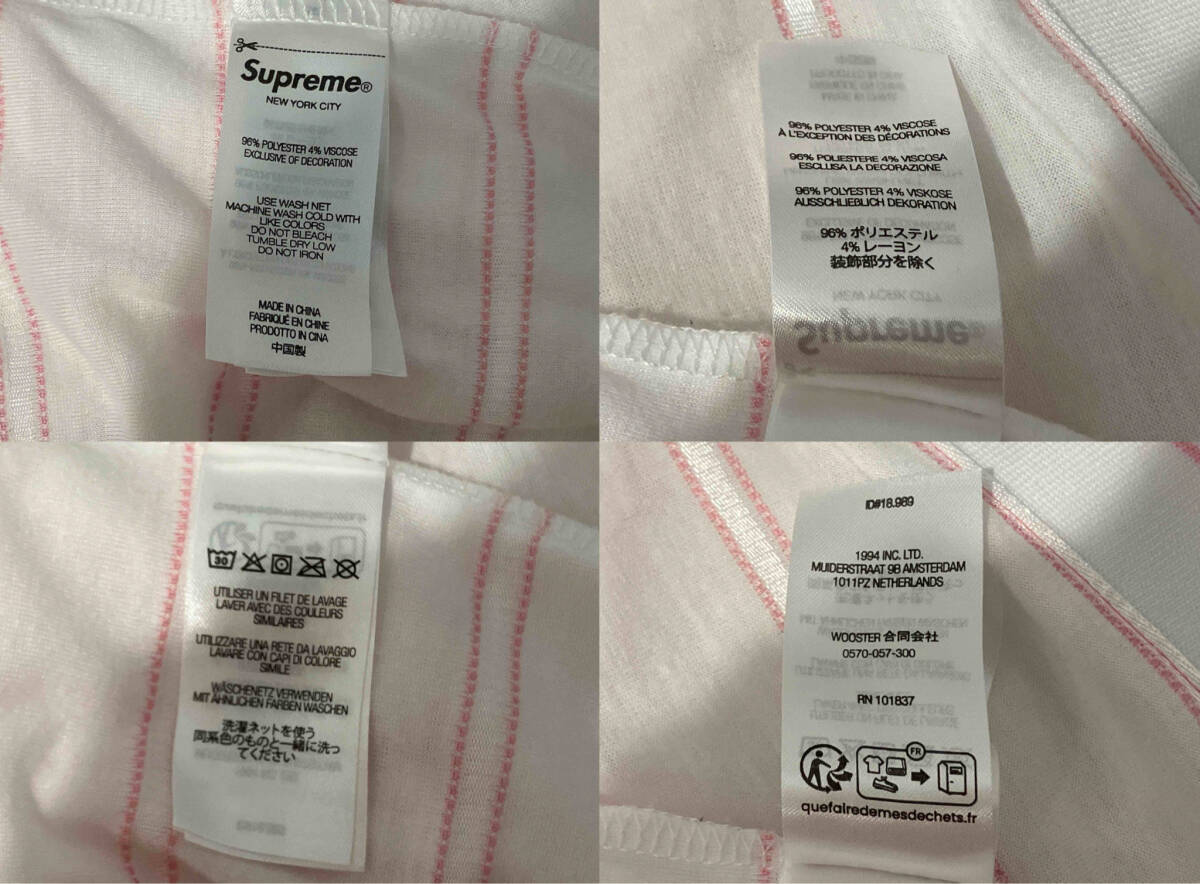 Supreme®
NEW YORK CITY
96% POLYESTER 4% VISCOSE
EXCLUSIVE OF DECORATION
USE WASH NET
MACHINE WASH COLD WITH
LIKE COLORS
DO NOT BLEACH
TUMBLE DRY LOW
DO NOT IRON
MADE IN CHINA
FABRIQUÉ EN CHINE
PRODOTTO IN CINA
中国製
96% POLYESTER 4% VISCOSE
À L'EXCEPTION DES DÉCORATIONS
96% POLIESTERE 4% VISCOSA
ESCLUSA LA DECORAZIONE
96% POLYESTER 4% VISKOSE
AUSSCHLIEBLICH DEKORATION
96% ポリエステル
4% レーヨン
装飾部分を除く
NEW YORK CITY
Supreme®
30
UTILISER UN FILET DE LAVAGE
LAVER AVEC DES COULEURS
SIMILAIRES
UTILIZZARE UNA RETE DA LAVAGGIO
LAVARE CON CAPI DI COLORE
SIMILE
WÄSCHENETZ VERWENDEN
MIT ÄHNLICHEN FARBEN WASCHEN
洗濯ネットを使う
同系色のものと一緒に洗っ
てください
ID#18.989
1994 INC. LTD.
MUIDERSTRAAT 9B AMSTERDAM
1011PZ NETHERLANDS
WOOSTER 合同会社
0570-057-300
RN 101837
FR
quefairedemesdechets.fr